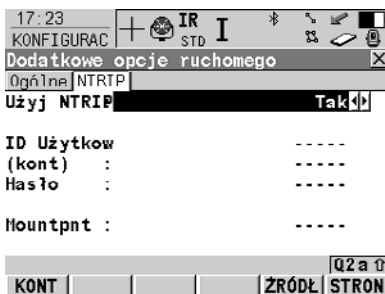 17:23
KONFIGURAC
IR
STD
I
Dodatkowe opcje ruchomego
Ogólne NTRIP
Użyj NTRIP Tak
ID Użytkow -----
(kont) :
Hasło : -----
Mountpnt : -----
Q2a⇧
KONT ŹRÓDŁ STRON